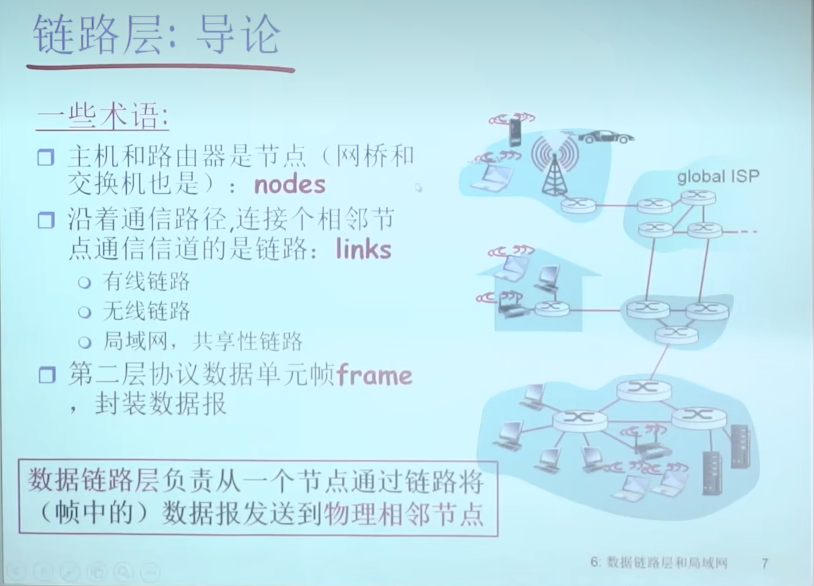 链路层: 导论
一些术语:
主机和路由器是节点（网桥和
交换机也是）: nodes
沿着通信路径,连接个相邻节
点通信信道的是链路: links
有线链路
无线链路
局域网，共享性链路
第二层协议数据单元帧frame
，封装数据报
数据链路层负责从一个节点通过链路将
（帧中的）数据报发送到物理相邻节点
global ISP
6: 数据链路层和局域网 7